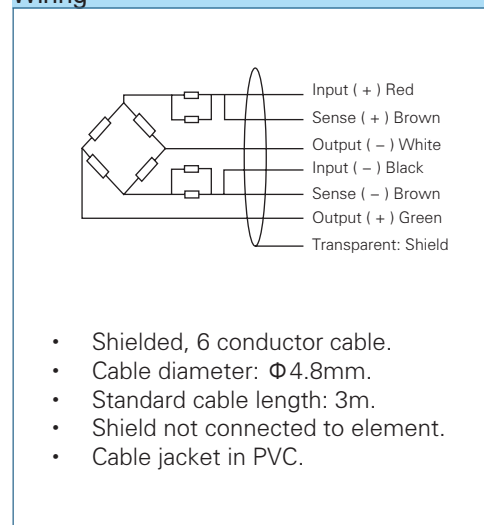 Wiring
Input ( + ) Red
Sense ( + ) Brown
Output ( − ) White
Input ( − ) Black
Sense ( − ) Brown
Output ( + ) Green
Transparent: Shield
• Shielded, 6 conductor cable.
• Cable diameter: Φ4.8mm.
• Standard cable length: 3m.
• Shield not connected to element.
• Cable jacket in PVC.